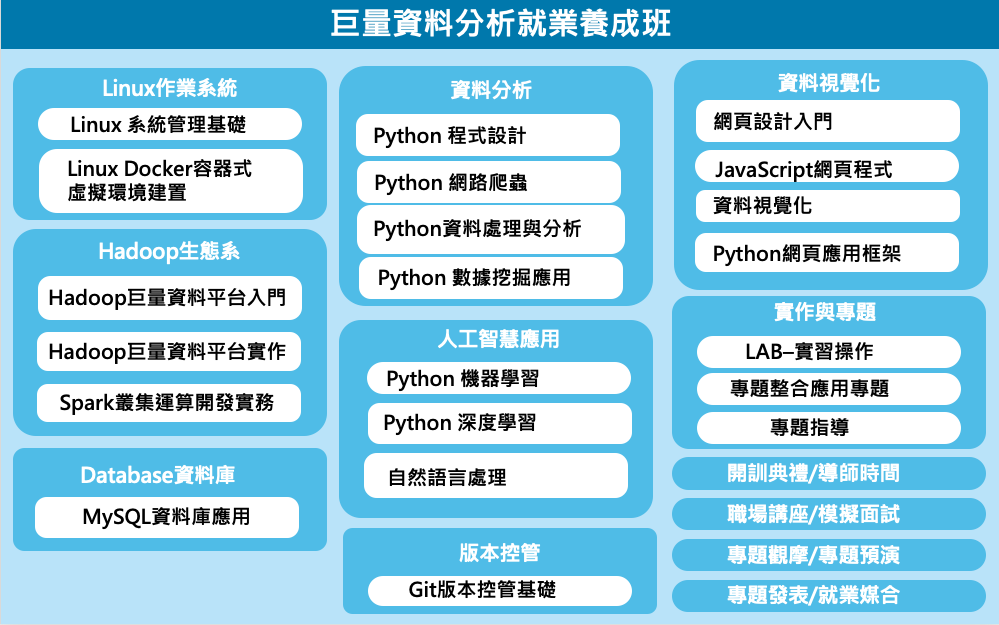 巨量資料分析就業養成班
Linux作業系統
Linux 系統管理基礎
Linux Docker容器式
虛擬環境建置
Hadoop生態系
Hadoop巨量資料平台入門
Hadoop巨量資料平台實作
Spark叢集運算開發實務
Database資料庫
MySQL資料庫應用
資料分析
Python 程式設計
Python 網路爬蟲
Python資料處理與分析
Python 數據挖掘應用
人工智慧應用
Python 機器學習
Python 深度學習
自然語言處理
版本控管
Git版本控管基礎
資料視覺化
網頁設計入門
JavaScript網頁程式
資料視覺化
Python網頁應用框架
實作與專題
LAB–實習操作
專題整合應用專題
專題指導
開訓典禮/導師時間
職場講座/模擬面試
專題觀摩/專題預演
專題發表/就業媒合